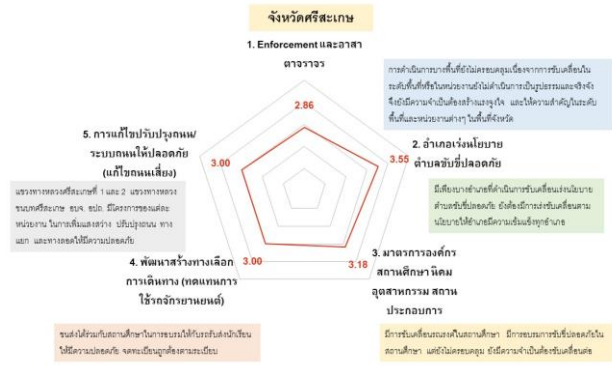 จังหวัดศรีสะเกษ
1. Enforcement และอาสา
ตาจราจร
2.86
การดำเนินการบางพื้นที่ยังไม่ครอบคลุมเนื่องจากการขับเคลื่อนใน
ระดับพื้นที่หรือในหน่วยงานยังไม่ดำเนินการเป็นรูปธรรมและจริงจัง
จึงยังมีความจำเป็นต้องสร้างแรงจูงใจ และให้ความสำคัญในระดับ
พื้นที่และหน่วยงานต่างๆ ในพื้นที่จังหวัด
2. อำเภอเร่งนโยบาย
ตำบลขับขี่ปลอดภัย
3.55
มีเพียงบางอำเภอที่ดำเนินการขับเคลื่อนเร่งนโยบาย
ตำบลขับขี่ปลอดภัย ยังต้องมีการเร่งขับเคลื่อนตาม
นโยบายให้อำเภอมีความเข้มแข็งทุกอำเภอ
3. มาตรการองค์กร
สถานศึกษา นิคม
อุตสาหกรรม สถาน
ประกอบการ
3.18
มีการขับเคลื่อนรณรงค์ในสถานศึกษา มีการอบรมการขับขี่ปลอดภัยใน
สถานศึกษา แต่ยังไม่ครอบคลุม ยังมีความจำเป็นต้องขับเคลื่อนต่อ
4. พัฒนาสร้างทางเลือก
การเดินทาง (ทดแทนการ
ใช้รถจักรยานยนต์)
3.00
ขนส่งได้ร่วมกับสถานศึกษาในการอบรมให้กับรถรับส่งนักเรียน
ให้มีความปลอดภัย จดทะเบียนถูกต้องตามระเบียบ
5. การแก้ไขปรับปรุงถนน/
ระบบถนนให้ปลอดภัย
(แก้ไขถนนเสี่ยง)
3.00
แขวงทางหลวงศรีสะเกษที่ 1 และ 2 แขวงทางหลวง
ชนบทศรีสะเกษ อบจ. อปถ. มีโครงการของแต่ละ
หน่วยงาน ในการเพิ่มแสงสว่าง ปรับปรุงถนน ทาง
แยก และทางลอดให้มีความปลอดภัย